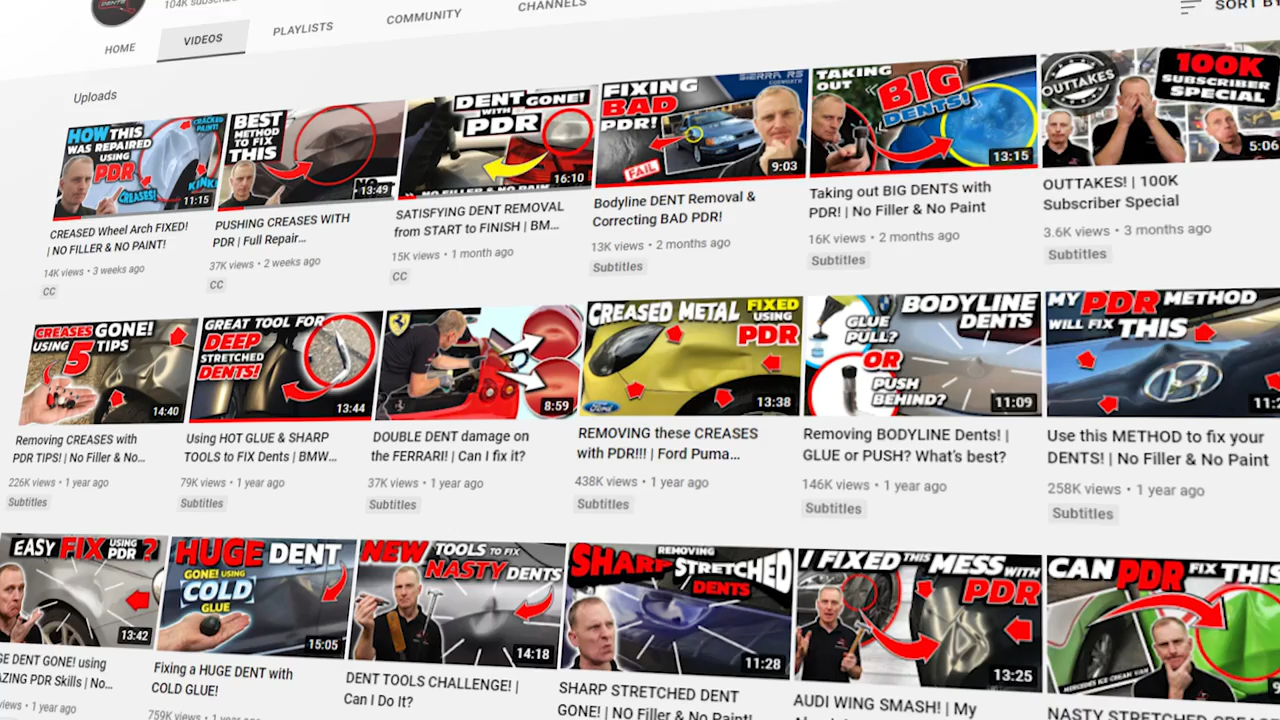 104K subscribe
HOME
VIDEOS
PLAYLISTS
COMMUNITY
CHANNELS
SORT BY
Uploads
HOW THIS
WAS REPAIRED
USING
PDR
CRACKED
PAINT!
CREASES!
KINK
11:15
CREASED Wheel Arch FIXED!
| NO FILLER & NO PAINT!
14K views • 3 weeks ago
CC
BEST
METHOD
TO FIX
THIS
13:49
PUSHING CREASES WITH
PDR | Full Repair...
37K views • 2 weeks ago
CC
DENT GONE!
WITH
PDR
NO FILLER & NO PAIN
16:10
SATISFYING DENT REMOVAL
from START to FINISH | BM...
15K views • 1 month ago
CC
FIXING
BAD
PDR!
SIERRA RS
COSWORTH
FAIL
9:03
Bodyline DENT Removal &
Correcting BAD PDR!
13K views • 2 months ago
Subtitles
TAKING
OUT
BIG
DENTS!
13:15
Taking out BIG DENTS with
PDR! | No Filler & No Paint
16K views • 2 months ago
Subtitles
OUTTAKES
100K
SUBSCRIBER
SPECIAL
5:06
OUTTAKES! | 100K
Subscriber Special
3.6K views • 3 months ago
Subtitles
CREASES GONE!
USING 5 TIPS
14:40
Removing CREASES with
PDR TIPS! | No Filler & No...
226K views • 1 year ago
Subtitles
GREAT TOOL FOR
DEEP
STRETCHED
DENTS!
13:44
Using HOT GLUE & SHARP
TOOLS to FIX Dents | BMW...
79K views • 1 year ago
Subtitles
8:59
DOUBLE DENT damage on
the FERRARI! | Can I fix it?
37K views • 1 year ago
Subtitles
CREASED METAL FIXED
USING
PDR
Ford
13:38
REMOVING these CREASES
with PDR!!! | Ford Puma...
438K views • 1 year ago
Subtitles
BODYLINE
DENTS
GLUE
PULL?
OR
PUSH
BEHIND?
11:09
Removing BODYLINE Dents! |
GLUE or PUSH? What's best?
146K views • 1 year ago
Subtitles
MY PDR METHOD
WILL FIX THIS
11:2
Use this METHOD to fix your
DENTS! | No Filler & No Paint
258K views • 1 year ago
Subtitles
EASY FIX USING PDR ?
13:42
GE DENT GONE! using
AZING PDR Skills | No...
views • 1 year ago
HUGE DENT
GONE! USING
COLD
GLUE
15:05
Fixing a HUGE DENT with
COLD GLUE!
759K views • 1 year ago
NEW TOOLS TO FIX
NASTY DENTS
14:18
DENT TOOLS CHALLENGE! |
Can I Do It?
REMOVING
SHARP STRETCHED
DENTS
11:28
SHARP STRETCHED DENT
GONE! | NO Filler & No Paint!
I FIXED THIS MESS WITH
PDR
13:25
AUDI WING SMASH! | My
CAN PDR FIX THIS
MERCEDES ICE CREAM VAN
NASTY STRETCHED CREASE